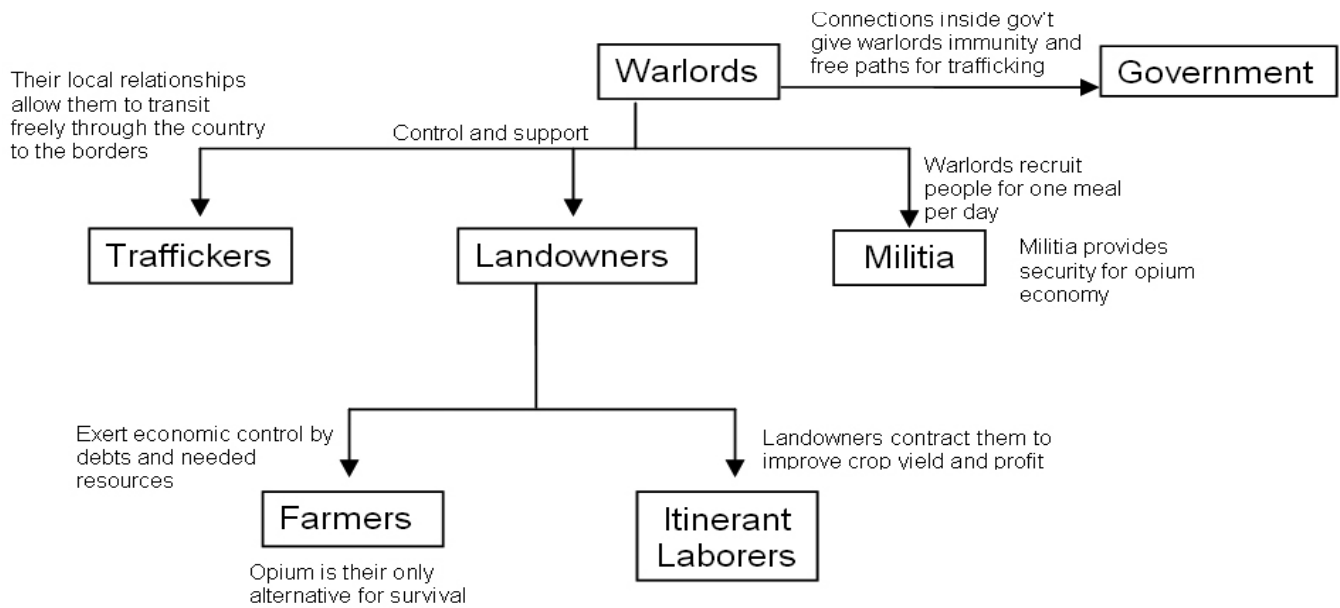 Connections inside gov't
give warlords immunity and
free paths for trafficking
Warlords
Government
Their local relationships
allow them to transit
freely through the country
to the borders
Control and support
Warlords recruit
people for one meal
per day
Traffickers
Landowners
Militia
Militia provides
security for opium
economy
Exert economic control by
debts and needed
resources
Landowners contract them to
improve crop yield and profit
Farmers
Itinerant
Laborers
Opium is their only
alternative for survival